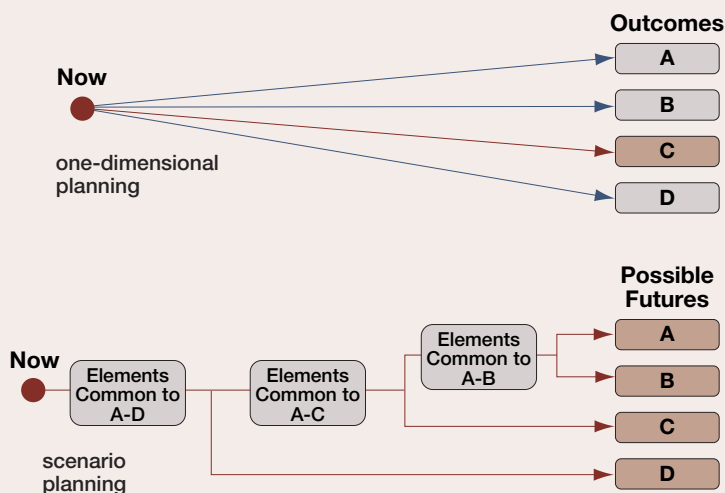 Outcomes
A
Now
B
C
one-dimensional
planning
D
Possible
Futures
A
Elements
Common to
A-B
Now
Elements
Common to
A-D
Elements
Common to
A-C
B
C
scenario
planning
D